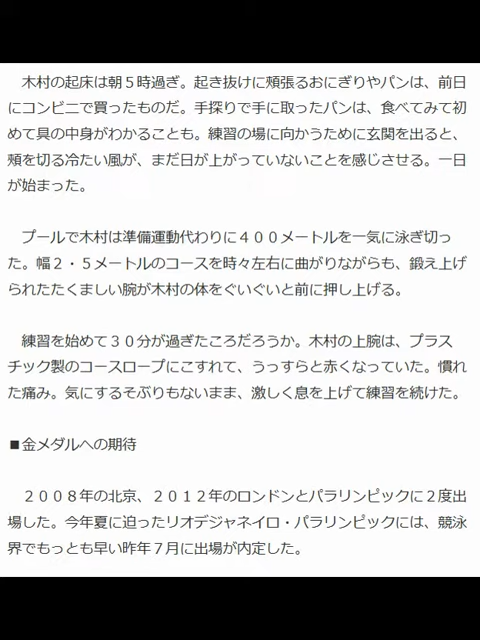 木村の起床は朝５時過ぎ。起き抜けに頬張るおにぎりやパンは、前日
にコンビニで買ったものだ。手探りで手に取ったパンは、食べてみて初
めて具の中身がわかることも。練習の場に向かうために玄関を出ると、
頬を切る冷たい風が、まだ日が上がっていないことを感じさせる。一日
が始まった。
プールで木村は準備運動代わりに４００メートルを一気に泳ぎ切っ
た。幅２・５メートルのコースを時々左右に曲がりながらも、鍛え上げ
られたたくましい腕が木村の体をぐいぐいと前に押し上げる。
練習を始めて３０分が過ぎたころだろうか。木村の上腕は、プラス
チック製のコースロープにこすれて、うっすらと赤くなっていた。慣れ
た痛み。気にするそぶりもないまま、激しく息を上げて練習を続けた。
■金メダルへの期待
２００８年の北京、２０１２年のロンドンとパラリンピックに２度出
場した。今年夏に迫ったリオデジャネイロ・パラリンピックには、競泳
界でもっとも早い昨年７月に出場が内定した。